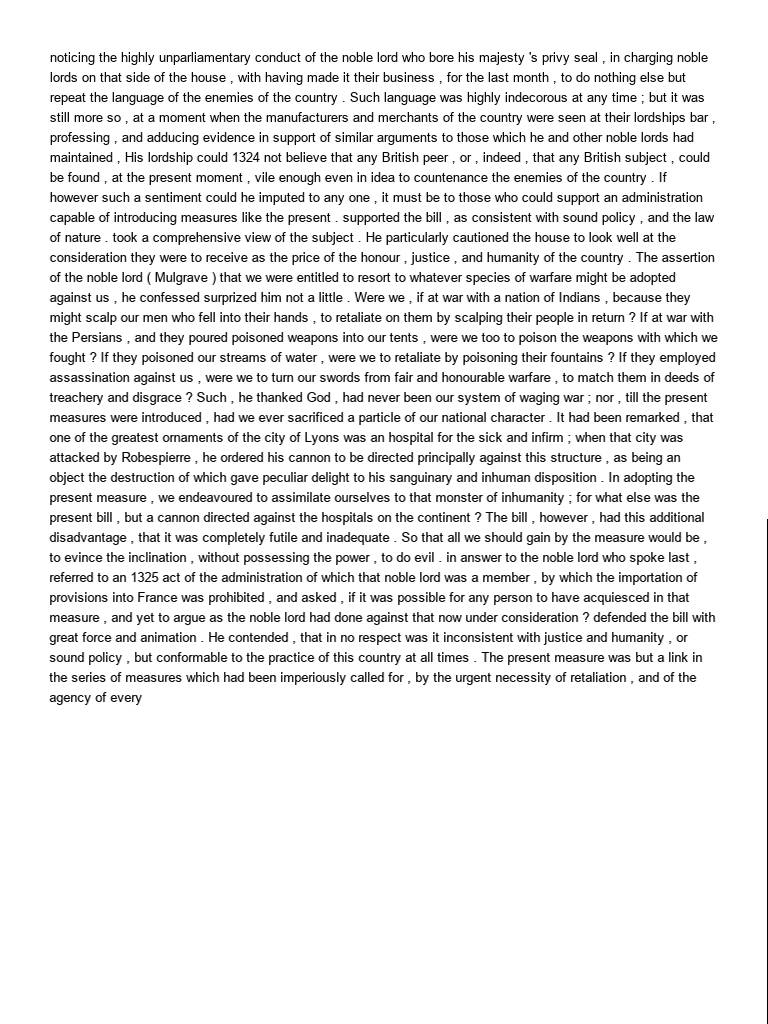 noticing the highly unparliamentary conduct of the noble lord who bore his majesty 's privy seal , in charging noble
lords on that side of the house , with having made it their business , for the last month , to do nothing else but
repeat the language of the enemies of the country . Such language was highly indecorous at any time ; but it was
still more so , at a moment when the manufacturers and merchants of the country were seen at their lordships bar ,
professing , and adducing evidence in support of similar arguments to those which he and other noble lords had
maintained , His lordship could 1324 not believe that any British peer , or , indeed , that any British subject , could
be found , at the present moment , vile enough even in idea to countenance the enemies of the country . If
however such a sentiment could he imputed to any one , it must be to those who could support an administration
capable of introducing measures like the present . supported the bill , as consistent with sound policy , and the law
of nature . took a comprehensive view of the subject . He particularly cautioned the house to look well at the
consideration they were to receive as the price of the honour , justice , and humanity of the country . The assertion
of the noble lord ( Mulgrave ) that we were entitled to resort to whatever species of warfare might be adopted
against us , he confessed surprized him not a little . Were we , if at war with a nation of Indians , because they
might scalp our men who fell into their hands , to retaliate on them by scalping their people in return ? If at war with
the Persians , and they poured poisoned weapons into our tents , were we too to poison the weapons with which we
fought ? If they poisoned our streams of water , were we to retaliate by poisoning their fountains ? If they employed
assassination against us , were we to turn our swords from fair and honourable warfare , to match them in deeds of
treachery and disgrace ? Such , he thanked God , had never been our system of waging war ; nor , till the present
measures were introduced , had we ever sacrificed a particle of our national character . It had been remarked , that
one of the greatest ornaments of the city of Lyons was an hospital for the sick and infirm ; when that city was
attacked by Robespierre , he ordered his cannon to be directed principally against this structure , as being an
object the destruction of which gave peculiar delight to his sanguinary and inhuman disposition . In adopting the
present measure , we endeavoured to assimilate ourselves to that monster of inhumanity ; for what else was the
present bill , but a cannon directed against the hospitals on the continent ? The bill , however , had this additional
disadvantage , that it was completely futile and inadequate . So that all we should gain by the measure would be ,
to evince the inclination , without possessing the power , to do evil . in answer to the noble lord who spoke last ,
referred to an 1325 act of the administration of which that noble lord was a member , by which the importation of
provisions into France was prohibited , and asked , if it was possible for any person to have acquiesced in that
measure , and yet to argue as the noble lord had done against that now under consideration ? defended the bill with
great force and animation . He contended , that in no respect was it inconsistent with justice and humanity , or
sound policy , but conformable to the practice of this country at all times . The present measure was but a link in
the series of measures which had been imperiously called for , by the urgent necessity of retaliation , and of the
agency of every